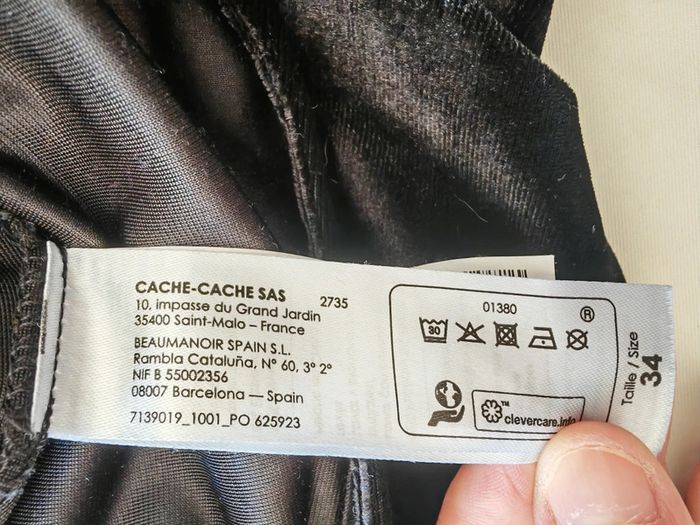 CACHE-CACHE SAS 2735
10, impasse du Grand Jardin
35400 Saint-Malo – France
BEAUMANOIR SPAIN S.L.
Rambla Cataluña, Nº 60, 3º 2º
NIF B 55002356
08007 Barcelona — Spain
7139019_1001_PO 625923
01380
®
30
™
clevercare.info
Taille / Size
34